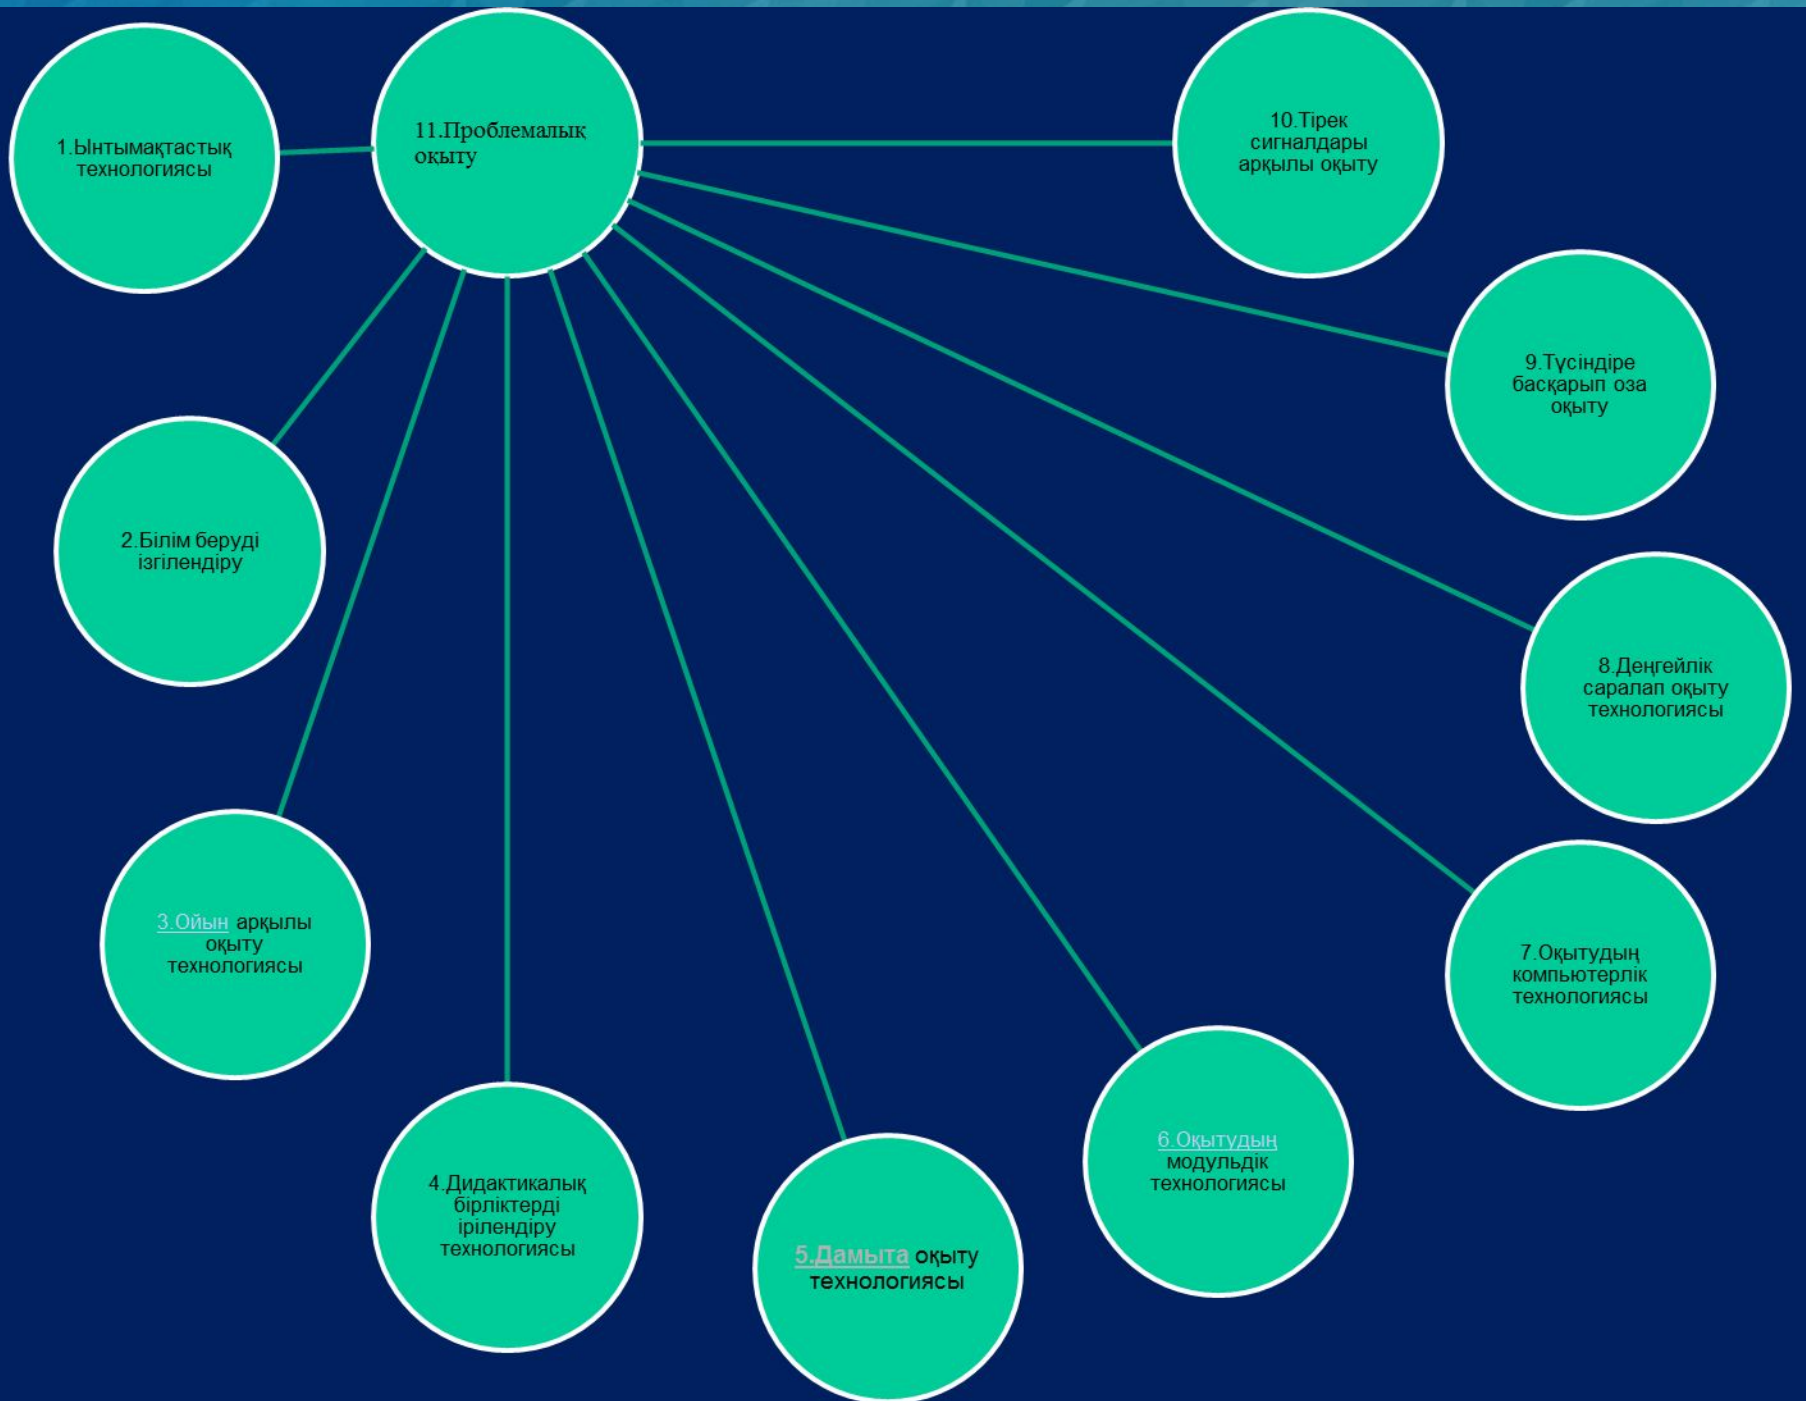 1.Ынтымақтастық
технологиясы
11.Проблемалық
оқыту
10.Тірек
сигналдары
арқылы оқыту
9.Түсіндіре
басқарып оза
оқыту
2.Білім беруді
ізгілендіру
8.Деңгейлік
саралап оқыту
технологиясы
3.Ойын арқылы
оқыту
технологиясы
7.Оқытудың
компьютерлік
технологиясы
4.Дидактикалық
бірліктерді
ірілендіру
технологиясы
5.Дамыта оқыту
технологиясы
6.Оқытудың
модульдік
технологиясы